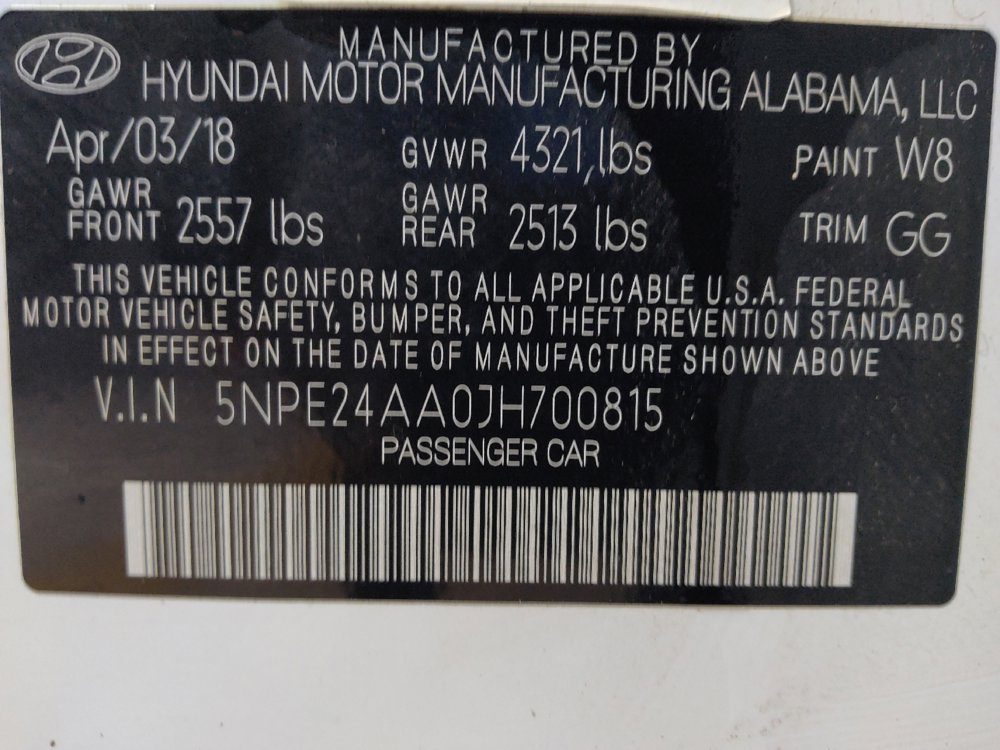 MANUFACTURED BY
HYUNDAI MOTOR MANUFACTURING ALABAMA, LLC
Apr/03/18 GVWR 4321,lbs PAINT W8
GAWR FRONT 2557 lbs GAWR REAR 2513 lbs TRIM GG
THIS VEHICLE CONFORMS TO ALL APPLICABLE U.S.A. FEDERAL
MOTOR VEHICLE SAFETY, BUMPER, AND THEFT PREVENTION STANDARDS
IN EFFECT ON THE DATE OF MANUFACTURE SHOWN ABOVE
V.I.N 5NPE24AA0JH700815
PASSENGER CAR